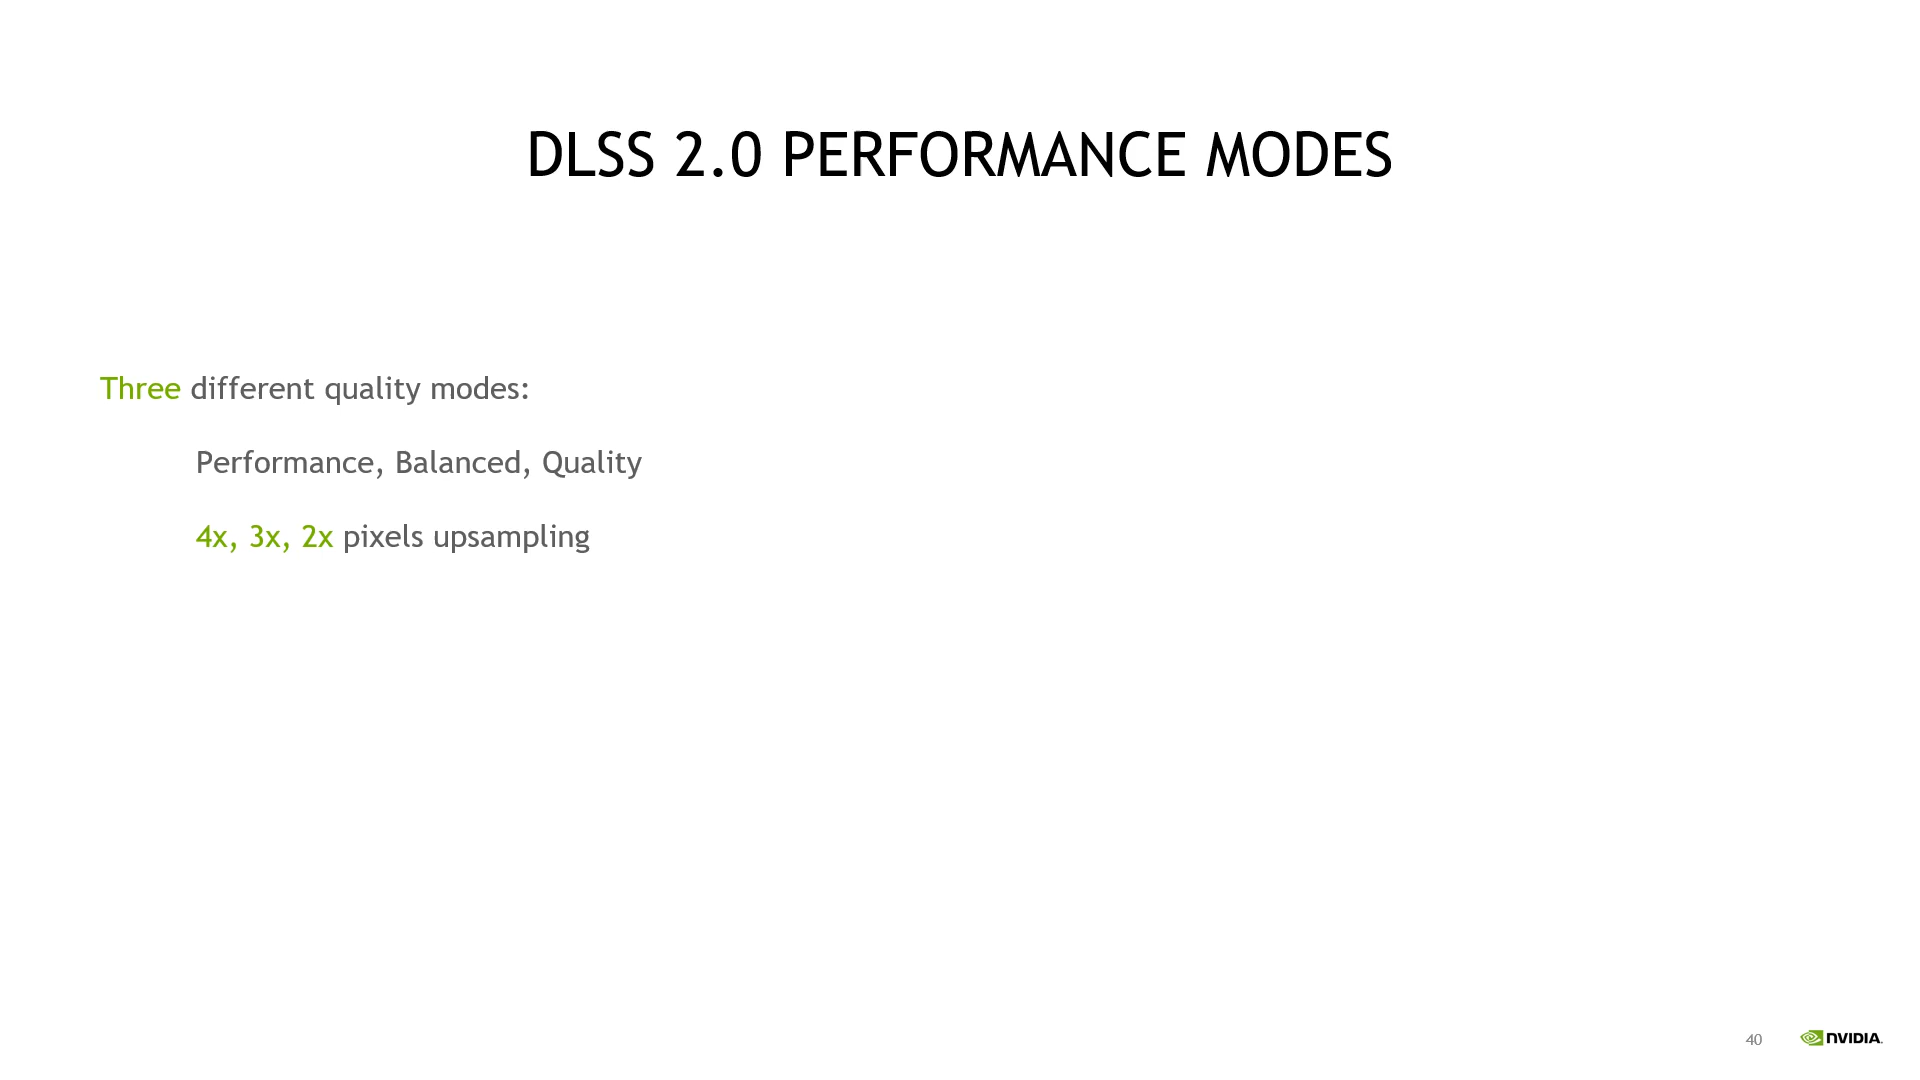 DLSS 2.0 PERFORMANCE MODES
Three different quality modes:
Performance, Balanced, Quality
4x, 3x, 2x pixels upsampling
40
NVIDIA.